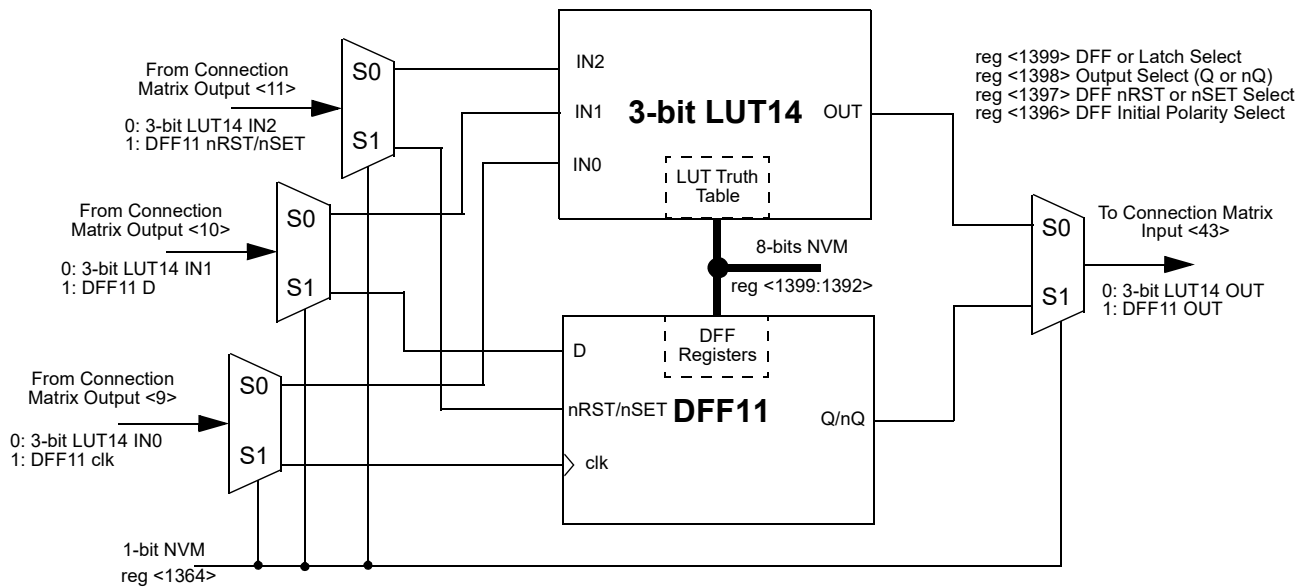 From Connection
Matrix Output <11>
0: 3-bit LUT14 IN2
1: DFF11 nRST/nSET
S0
S1
From Connection
Matrix Output <10>
0: 3-bit LUT14 IN1
1: DFF11 D
S0
S1
From Connection
Matrix Output <9>
0: 3-bit LUT14 IN0
1: DFF11 clk
S0
S1
1-bit NVM
reg <1364>
IN2
IN1
IN0
3-bit LUT14
OUT
LUT Truth
Table
8-bits NVM
reg <1399:1392>
DFF
Registers
D
nRST/nSET
clk
DFF11
Q/nQ
reg <1399> DFF or Latch Select
reg <1398> Output Select (Q or nQ)
reg <1397> DFF nRST or nSET Select
reg <1396> DFF Initial Polarity Select
S0
S1
To Connection Matrix
Input <43>
0: 3-bit LUT14 OUT
1: DFF11 OUT